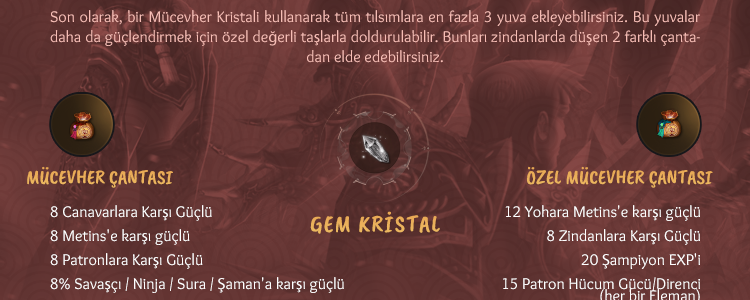 Son olarak, bir Mücevher Kristali kullanarak tüm tılsımlara en fazla 3 yuva ekleyebilirsiniz. Bu yuvalar
daha da güçlendirmek için özel değerli taşlarla doldurulabilir. Bunları zindanlarda düşen 2 farklı çanta-
dan elde edebilirsiniz.
MÜCEVHER ÇANTASI
8 Canavarlara Karşı Güçlü
8 Metins'e karşı güçlü
8 Patronlara Karşı Güçlü
8% Savaşçı / Ninja / Sura / Şaman'a karşı güçlü
GEM KRİSTAL
ÖZEL MÜCEVHER ÇANTASI
12 Yohara Metins'e karşı güçlü
8 Zindanlara Karşı Güçlü
20 Şampiyon EXP'i
15 Patron Hücum Gücü/Direnci
(her bir Eleman)